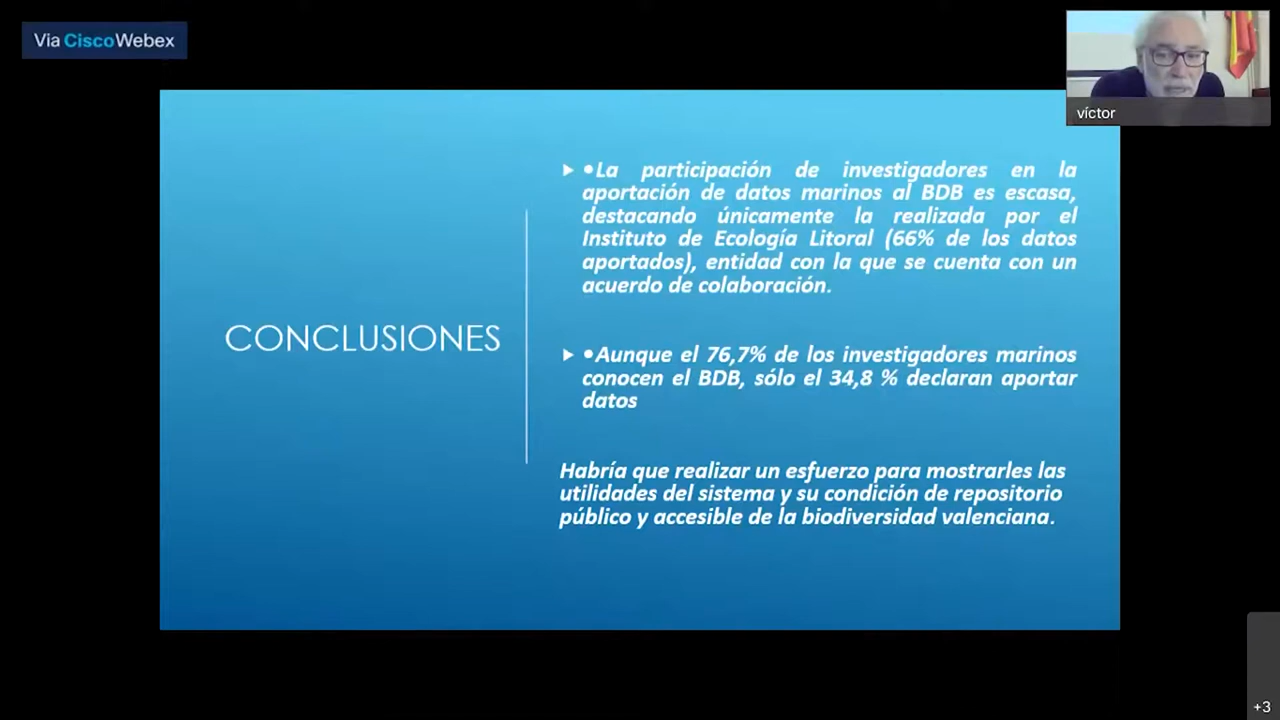 Via CiscoWebex
víctor
CONCLUSIONES
•La participación de investigadores en la
aportación de datos marinos al BDB es escasa,
destacando únicamente la realizada por el
Instituto de Ecología Litoral (66% de los datos
aportados), entidad con la que se cuenta con un
acuerdo de colaboración.
•Aunque el 76,7% de los investigadores marinos
conocen el BDB, sólo el 34,8 % declaran aportar
datos
Habría que realizar un esfuerzo para mostrarles las
utilidades del sistema y su condición de repositorio
público y accesible de la biodiversidad valenciana.
+3